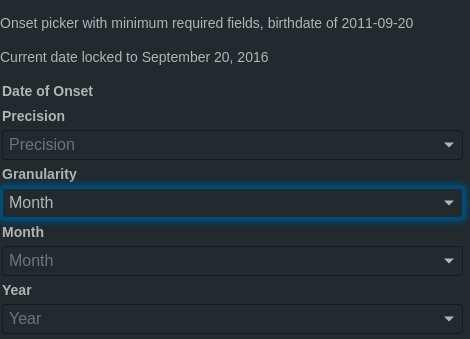 Onset picker with minimum required fields, birthdate of 2011-09-20
Current date locked to September 20, 2016
Date of Onset
Precision
Precision
Granularity
Month
Month
Month
Year
Year